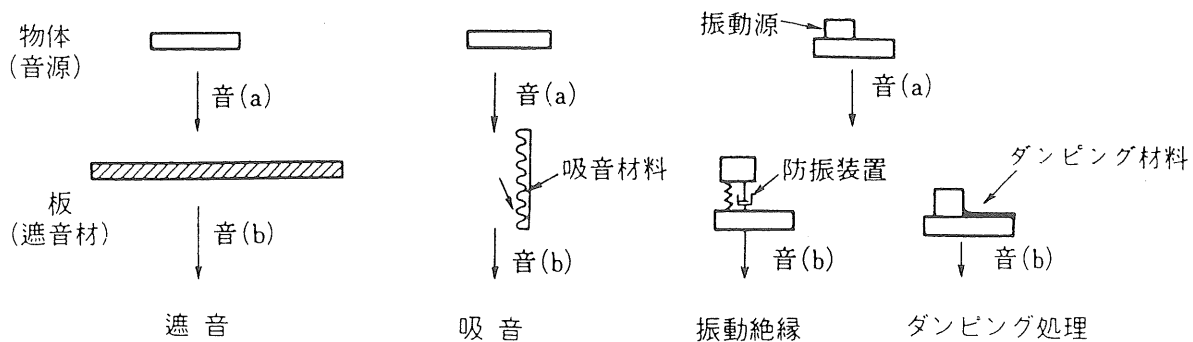 物体
(音源)
音(a)
板
(遮音材)
音(b)
遮音
音(a)
吸音材料
音(b)
吸音
振動源
音(a)
防振装置
音(b)
振動絶縁
ダンピング材料
音(b)
ダンピング処理